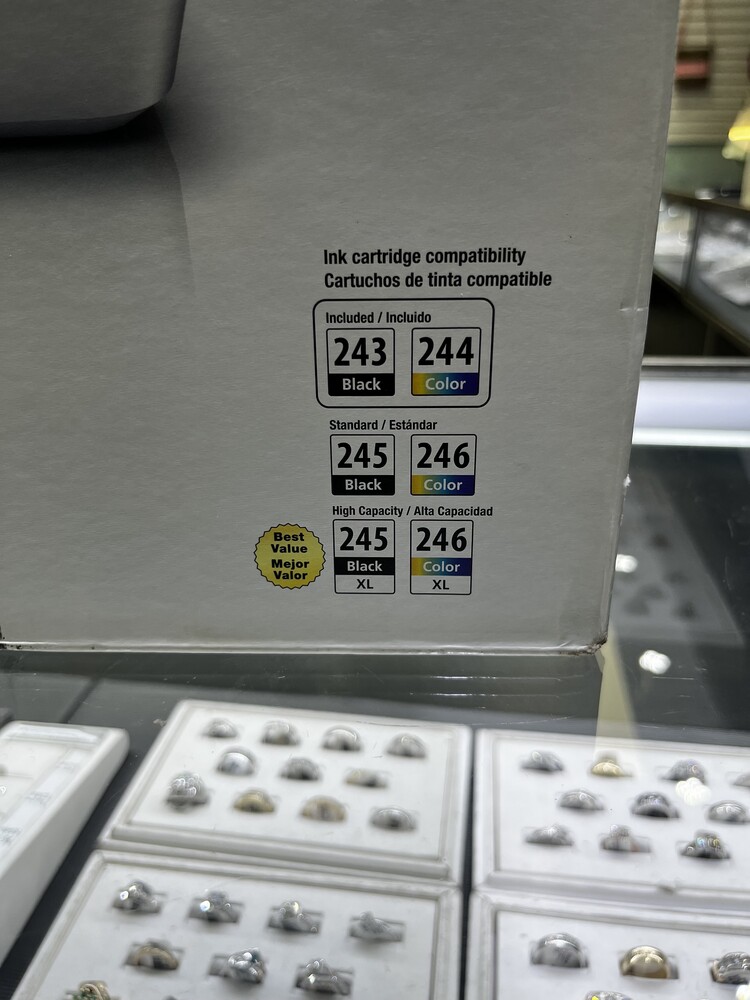 Ink cartridge compatibility
Cartuchos de tinta compatible
Included / Incluido
243 244
Black Color
Standard / Estándar
245 246
Black Color
High Capacity / Alta Capacidad
Best
Value
Mejor
Valor
245 246
Black Color
XL XL